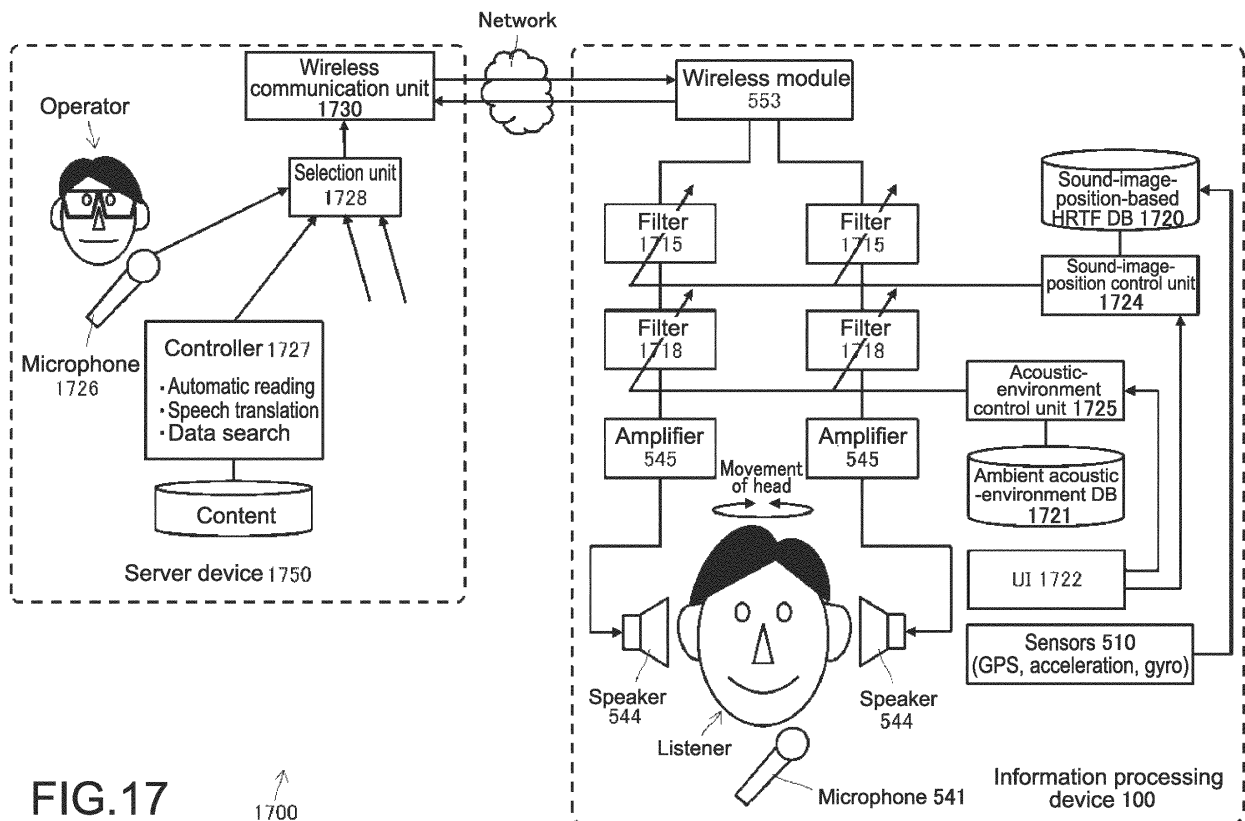 Network
Wireless
communication unit
1730
Operator
Selection unit
1728
Microphone
1726
Controller 1727
・Automatic reading
・Speech translation
・Data search
Content
Server device 1750
Wireless module
553
Filter
1715
Filter
1715
Sound-image-
position-based
HRTF DB 1720
Sound-image-
position control unit
1724
Filter
1718
Filter
1718
Acoustic-
environment
control unit 1725
Amplifier
545
Amplifier
545
Movement
of head
Ambient acoustic
-environment DB
1721
UI 1722
Sensors 510
(GPS, acceleration, gyro)
Speaker
544
Speaker
544
Listener
Microphone 541
Information processing
device 100
FIG.17
1700